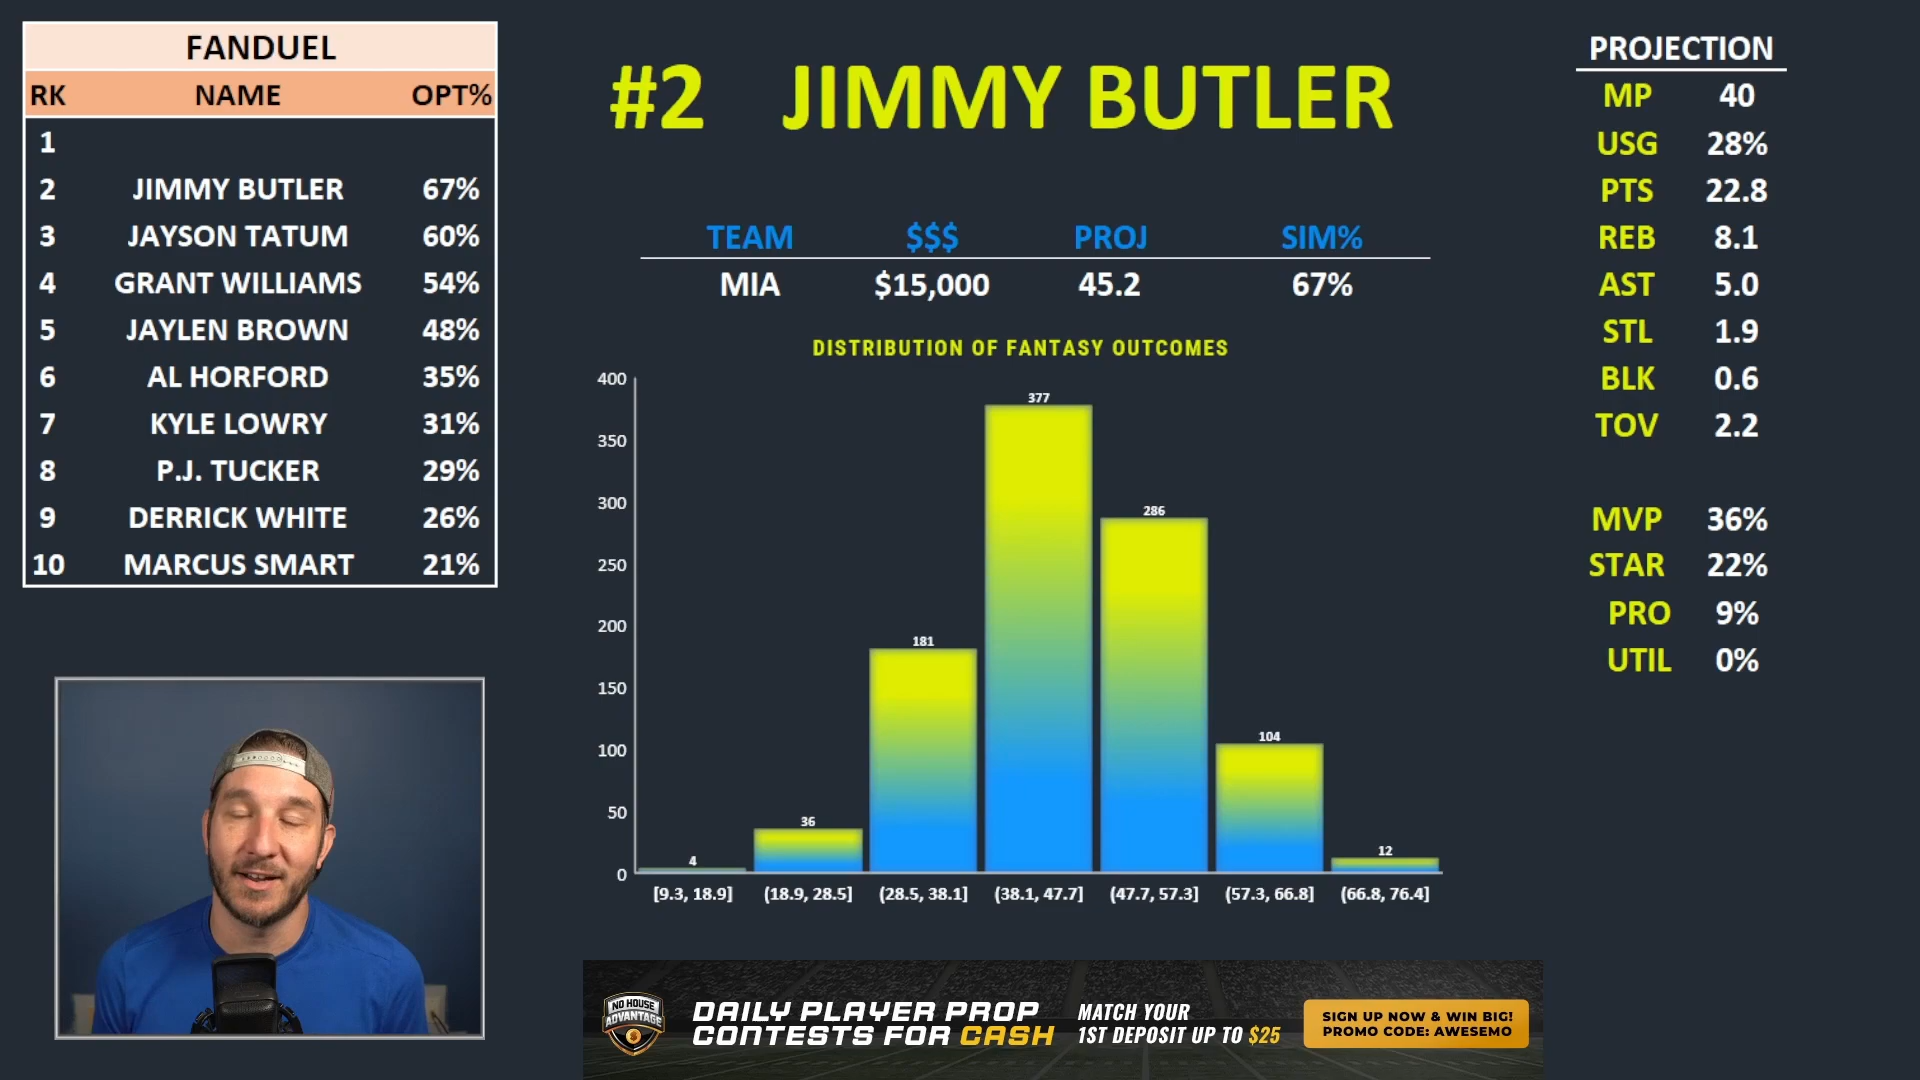 FANDUEL
RK NAME OPT%
1
2 JIMMY BUTLER 67%
3 JAYSON TATUM 60%
4 GRANT WILLIAMS 54%
5 JAYLEN BROWN 48%
6 AL HORFORD 35%
7 KYLE LOWRY 31%
8 P.J. TUCKER 29%
9 DERRICK WHITE 26%
10 MARCUS SMART 21%
#2 JIMMY BUTLER
TEAM $$$ PROJ SIM%
MIA $15,000 45.2 67%
DISTRIBUTION OF FANTASY OUTCOMES
400
350
300
250
200
150
100
50
0
4
36
181
377
286
104
12
[9.3, 18.9] (18.9, 28.5] (28.5, 38.1] (38.1, 47.7] (47.7, 57.3] (57.3, 66.8] (66.8, 76.4]
PROJECTION
MP 40
USG 28%
PTS 22.8
REB 8.1
AST 5.0
STL 1.9
BLK 0.6
TOV 2.2
MVP 36%
STAR 22%
PRO 9%
UTIL 0%
NO HOUSE
ADVANTAGE
DAILY PLAYER PROP
CONTESTS FOR CASH
MATCH YOUR
1ST DEPOSIT UP TO $25
SIGN UP NOW & WIN BIG!
PROMO CODE: AWESEMO